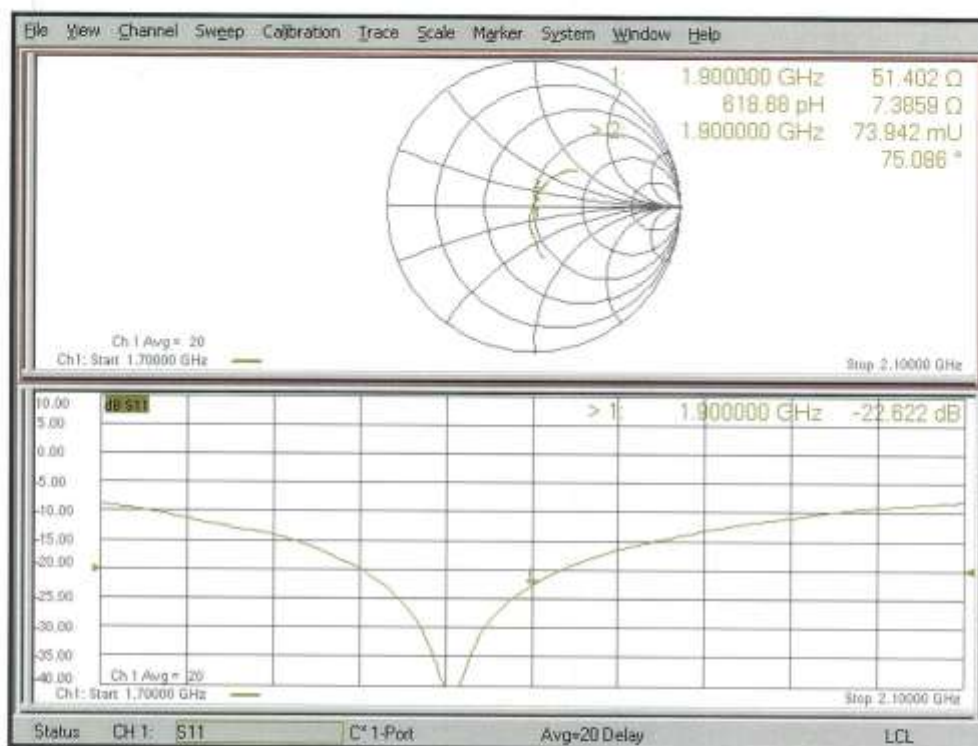 File View Channel Sweep Calibration Trace Scale Marker System Window Help
1: 1.900000 GHz 51.402 Ω
618.68 pH 7.3859 Ω
> 2: 1.900000 GHz 73.942 mU
75.086 °
Ch 1 Avg = 20
Ch1: Start 1.70000 GHz
Stop 2.10000 GHz
10.00 dB S11 > 1: 1.900000 GHz -22.622 dB
5.00
0.00
-5.00
-10.00
-15.00
-20.00
-25.00
-30.00
-35.00
-40.00
Ch 1 Avg = 20
Ch1: Start 1.70000 GHz
Stop 2.10000 GHz
Status CH 1: S11 C* 1-Port Avg=20 Delay LCL